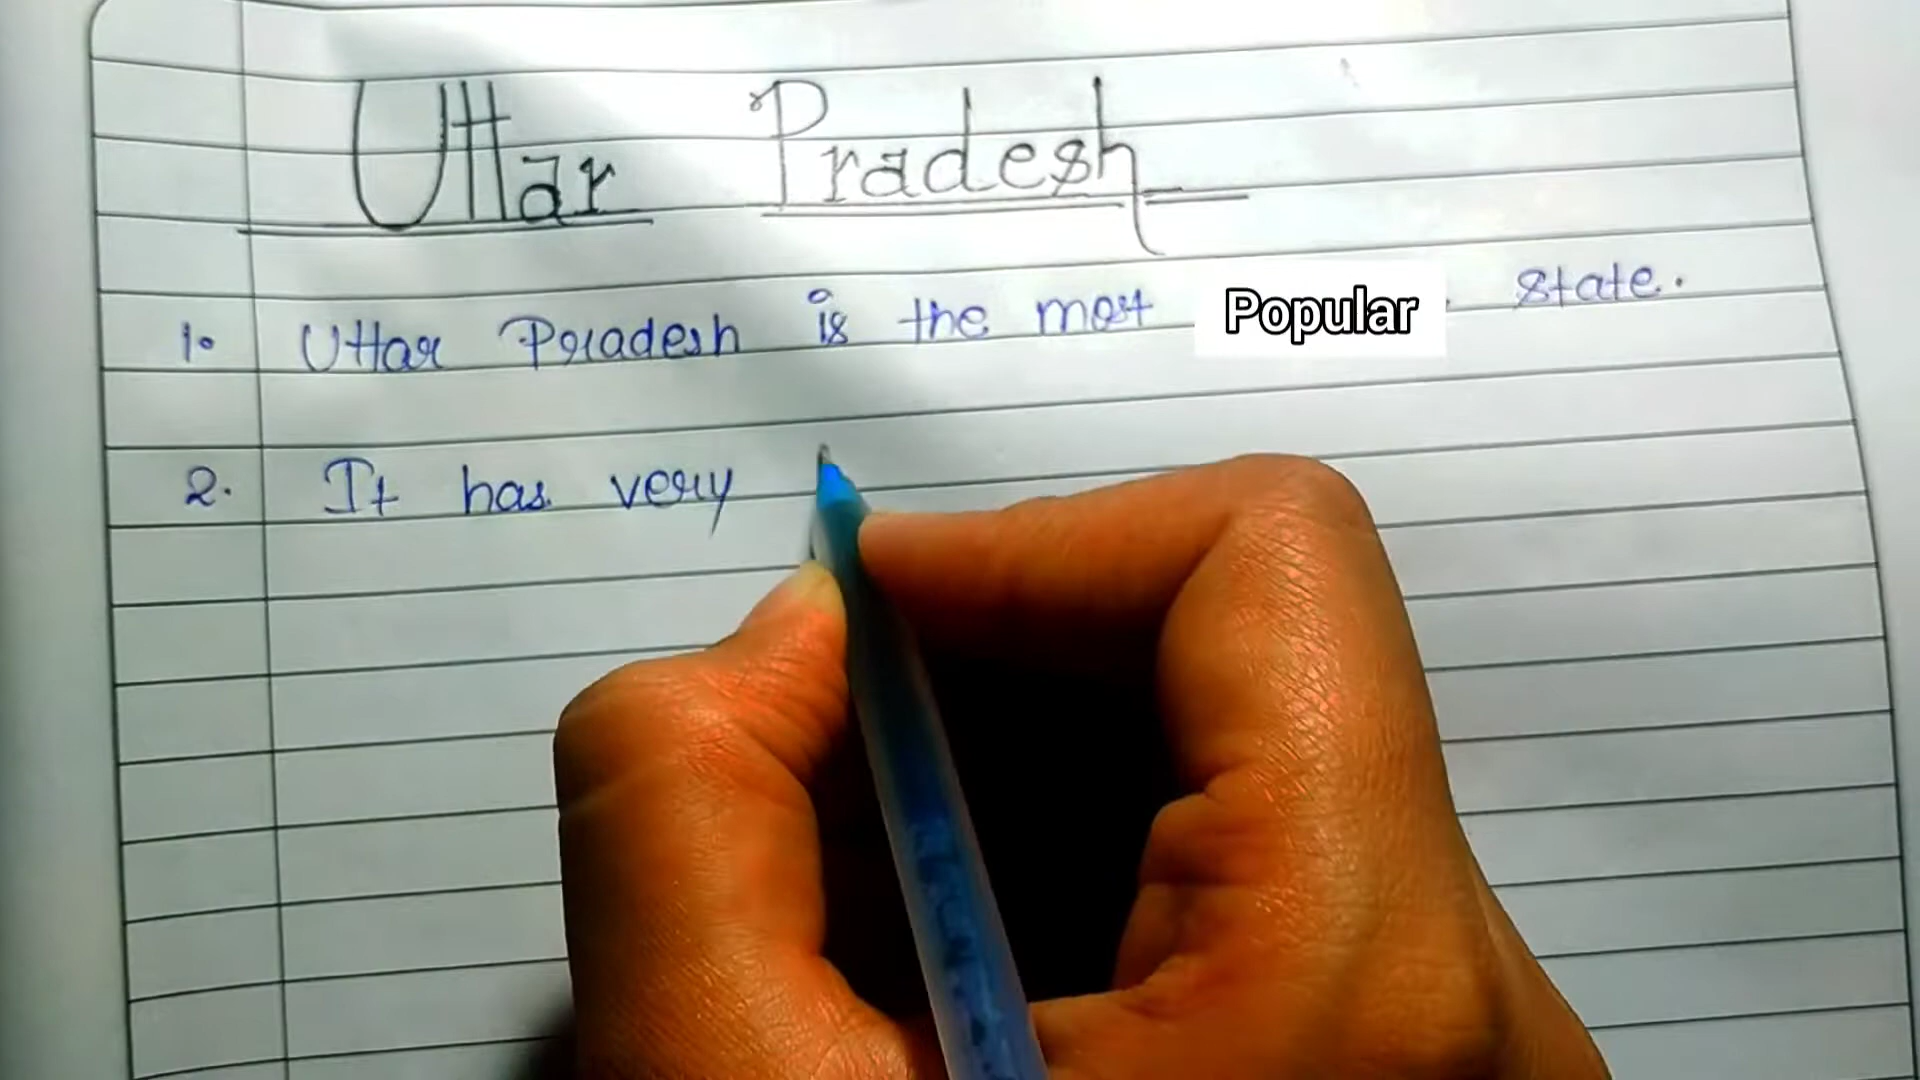 Uttar Pradesh
1. Uttar Pradesh is the most Popular state.
2. It has very